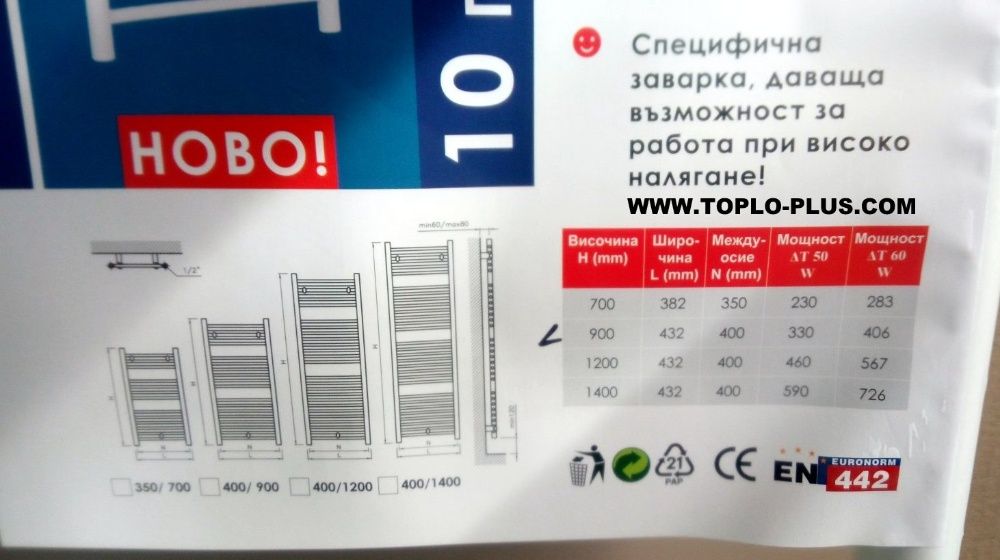 10
НОВО!
Специфична
заварка, даваща
възможност за
работа при високо
налягане!
WWW.TOPLO-PLUS.COM
Височина H (mm) Широ-чина L (mm) Между-осие N (mm) Мощност ΔT 50 W Мощност ΔT 60 W
700 382 350 230 283
900 432 400 330 406
1200 432 400 460 567
1400 432 400 590 726
min60/max80
1/2"
H
H
H
H
N
L
N
L
N
L
N
L
min120
350/ 700
400/ 900
400/1200
400/1400
21
PAP
CE
EN
EURONORM
442